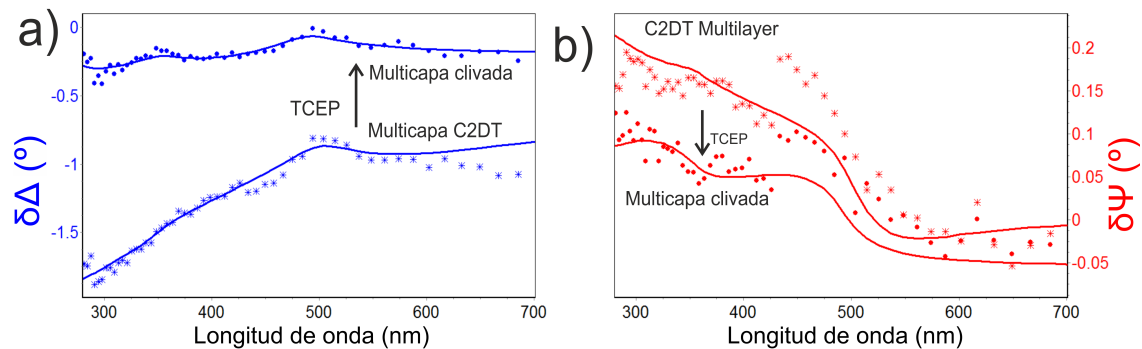 a)
0
-0.5
-1
-1.5
δΔ (º)
Multicapa clivada
TCEP
Multicapa C2DT
300
400
500
600
700
Longitud de onda (nm)
b)
C2DT Multilayer
TCEP
Multicapa clivada
0.2
0.15
0.1
0.05
0
-0.05
δΨ (º)
300
400
500
600
700
Longitud de onda (nm)